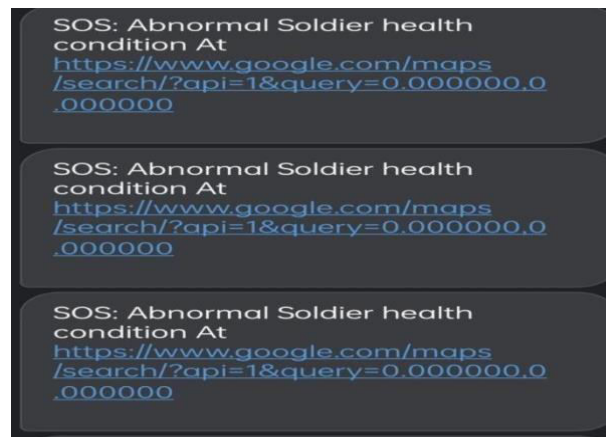 SOS: Abnormal Soldier health
condition At
https://www.google.com/maps
/search/?api=1&query=0.000000,0
.000000
SOS: Abnormal Soldier health
condition At
https://www.google.com/maps
/search/?api=1&query=0.000000,0
.000000
SOS: Abnormal Soldier health
condition At
https://www.google.com/maps
/search/?api=1&query=0.000000,0
.000000